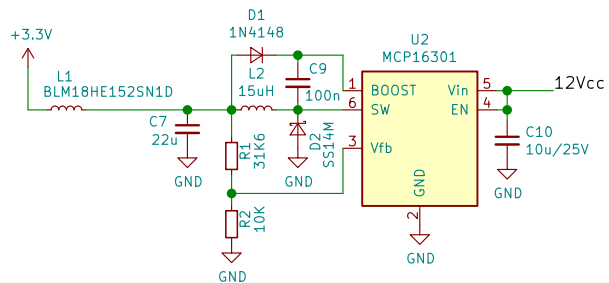 D1
1N4148
+3.3V
U2
MCP16301
L1
BLM18HE152SN1D
L2
15uH
C9
100n
1
BOOST
Vin
5
12Vcc
6
SW
EN
4
C7
22u
R1
31K6
D2
SS14M
3
Vfb
C10
10u/25V
GND
GND
GND
GND
R2
10K
2
GND
GND